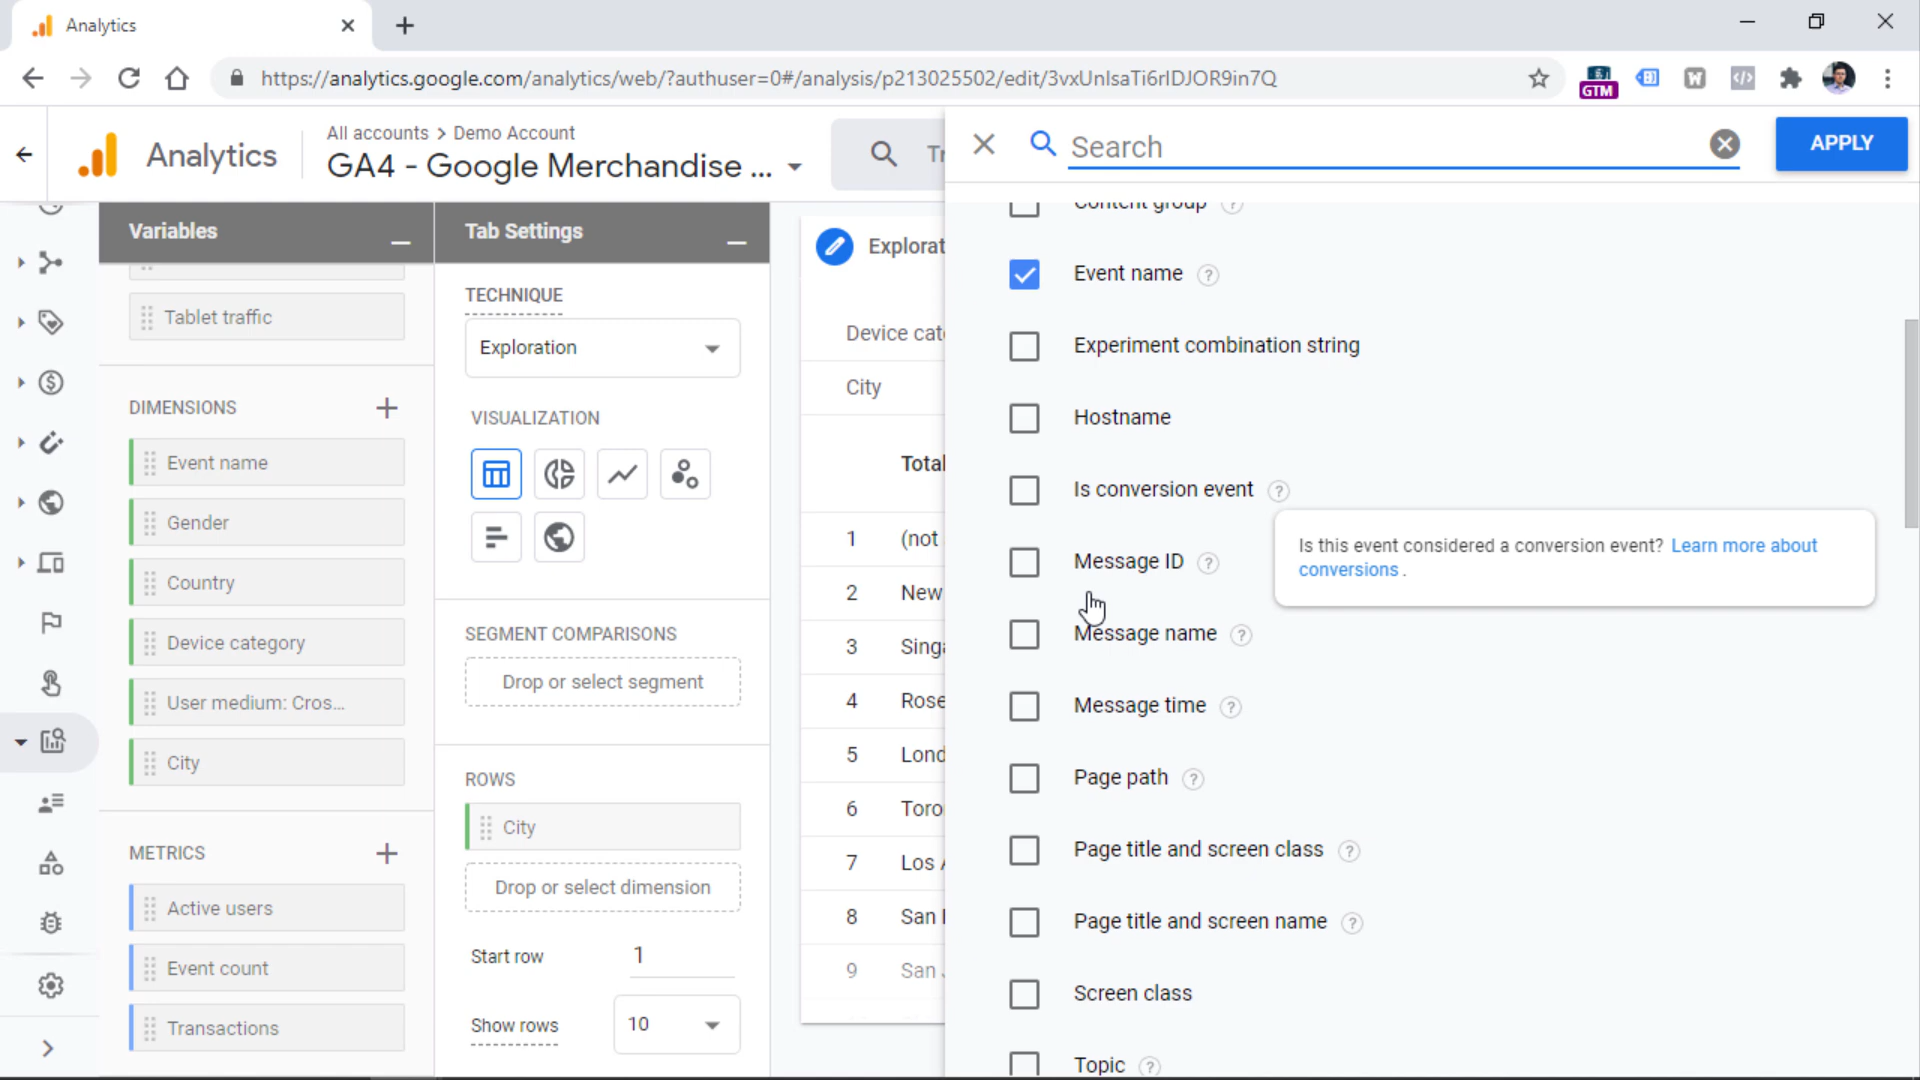 Analytics
https://analytics.google.com/analytics/web/?authuser=0#/analysis/p213025502/edit/3vxUnlsaTi6rlDJOR9in7Q
GTM
W
Analytics
All accounts > Demo Account
GA4 - Google Merchandise ...
Search
APPLY
Variables
Tablet traffic
DIMENSIONS
Event name
Gender
Country
Device category
User medium: Cros...
City
METRICS
Active users
Event count
Transactions
Tab Settings
TECHNIQUE
Exploration
VISUALIZATION
SEGMENT COMPARISONS
Drop or select segment
ROWS
City
Drop or select dimension
Start row 1
Show rows 10
Explorat
Device cat
City
Total
1 (not
2 New
3 Sing
4 Rose
5 Lond
6 Toro
7 Los
8 San
9 San
Content group
Event name
Experiment combination string
Hostname
Is conversion event
Is this event considered a conversion event? Learn more about
conversions .
Message ID
Message name
Message time
Page path
Page title and screen class
Page title and screen name
Screen class
Topic